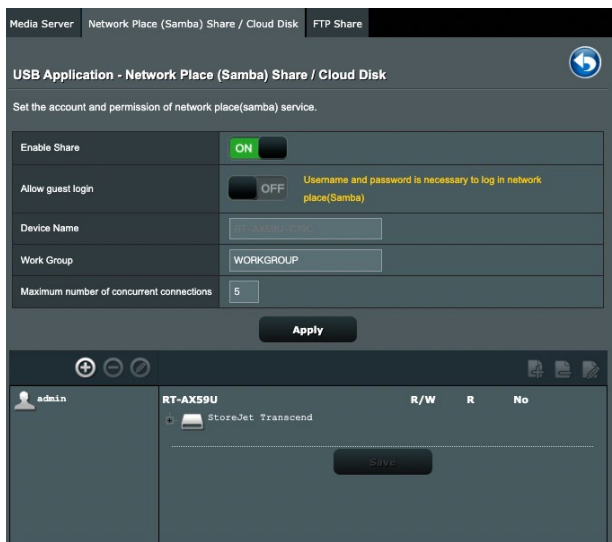 Media Server
Network Place (Samba) Share / Cloud Disk
FTP Share
USB Application - Network Place (Samba) Share / Cloud Disk
Set the account and permission of network place(samba) service.
Enable Share
ON
Allow guest login
OFF
Username and password is necessary to log in network
place(Samba)
Device Name
Work Group
WORKGROUP
Maximum number of concurrent connections
5
Apply
admin
RT-AX59U
R/W
R
No
StoreJet Transcend
Save